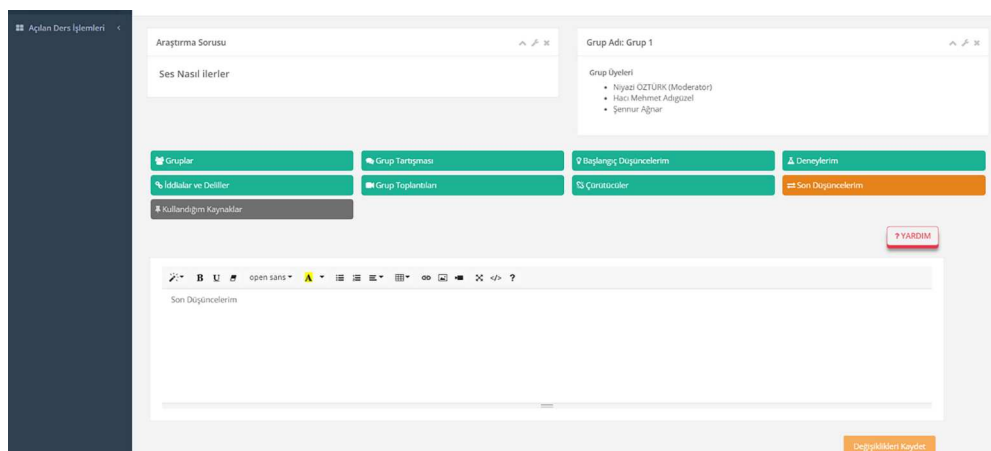 Açılan Ders İşlemleri
Araştırma Sorusu
Ses Nasıl ilerler
Grup Adı: Grup 1
Grup Üyeleri
Niyazi ÖZTÜRK (Moderator)
Hacı Mehmet Adıgüzel
Şennur Ağnar
Gruplar
Grup Tartışması
Başlangıç Düşüncelerim
Deneylerim
İddialar ve Deliller
Grup Toplantıları
Çürütücüler
Son Düşüncelerim
Kullandığım Kaynaklar
? YARDIM
B U open sans A </> ?
Son Düşüncelerim
Değişiklikleri Kaydet